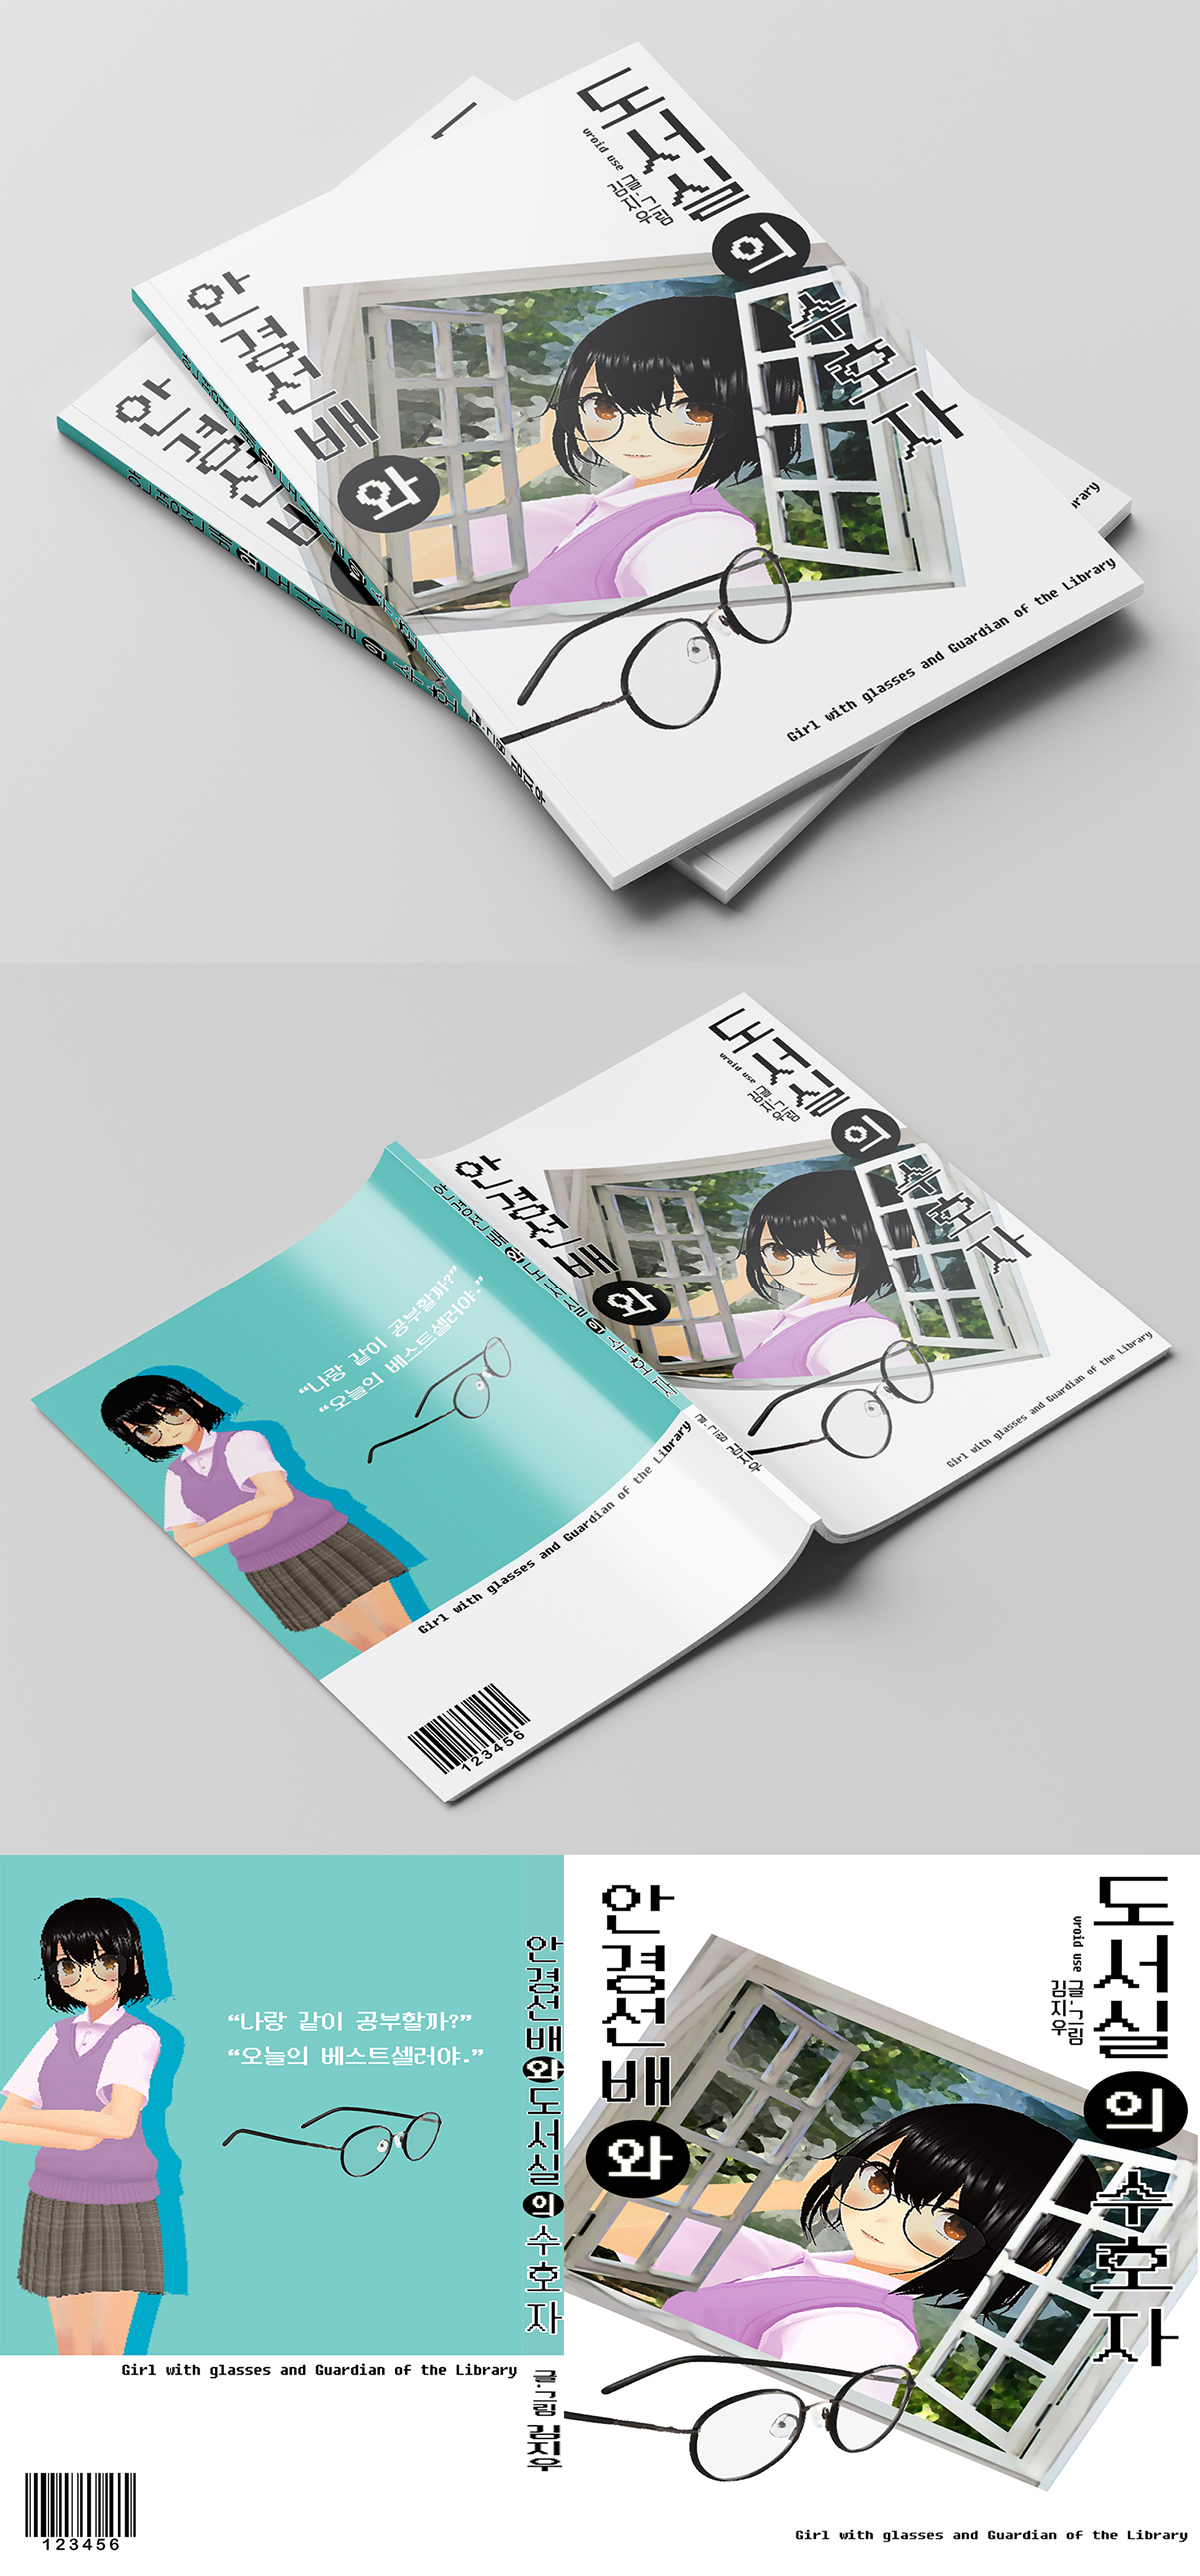 1
도서실
의
수호자
vroid use
글·그림
김지우
안경선배
와
안경선배와도서실의수호자 글·그림 김지우
Girl with glasses and Guardian of the Library
안경선
rary
도서실
의
수호자
vroid use
글·그림
김지우
안경선배
와
안경선배와도서실의수호자
글·그림 김지우
Girl with glasses and Guardian of the Library
“나랑 같이 공부할까?”
“오늘의 베스트셀러야.”
Girl with glasses and Guardian of the Library
123456
“나랑 같이 공부할까?”
“오늘의 베스트셀러야.”
Girl with glasses and Guardian of the Library
123456
안경선배와도서실의수호자
글·그림 김지우
안경선배
와
도서실
의
수호자
vroid use
글·그림
김지우
Girl with glasses and Guardian of the Library